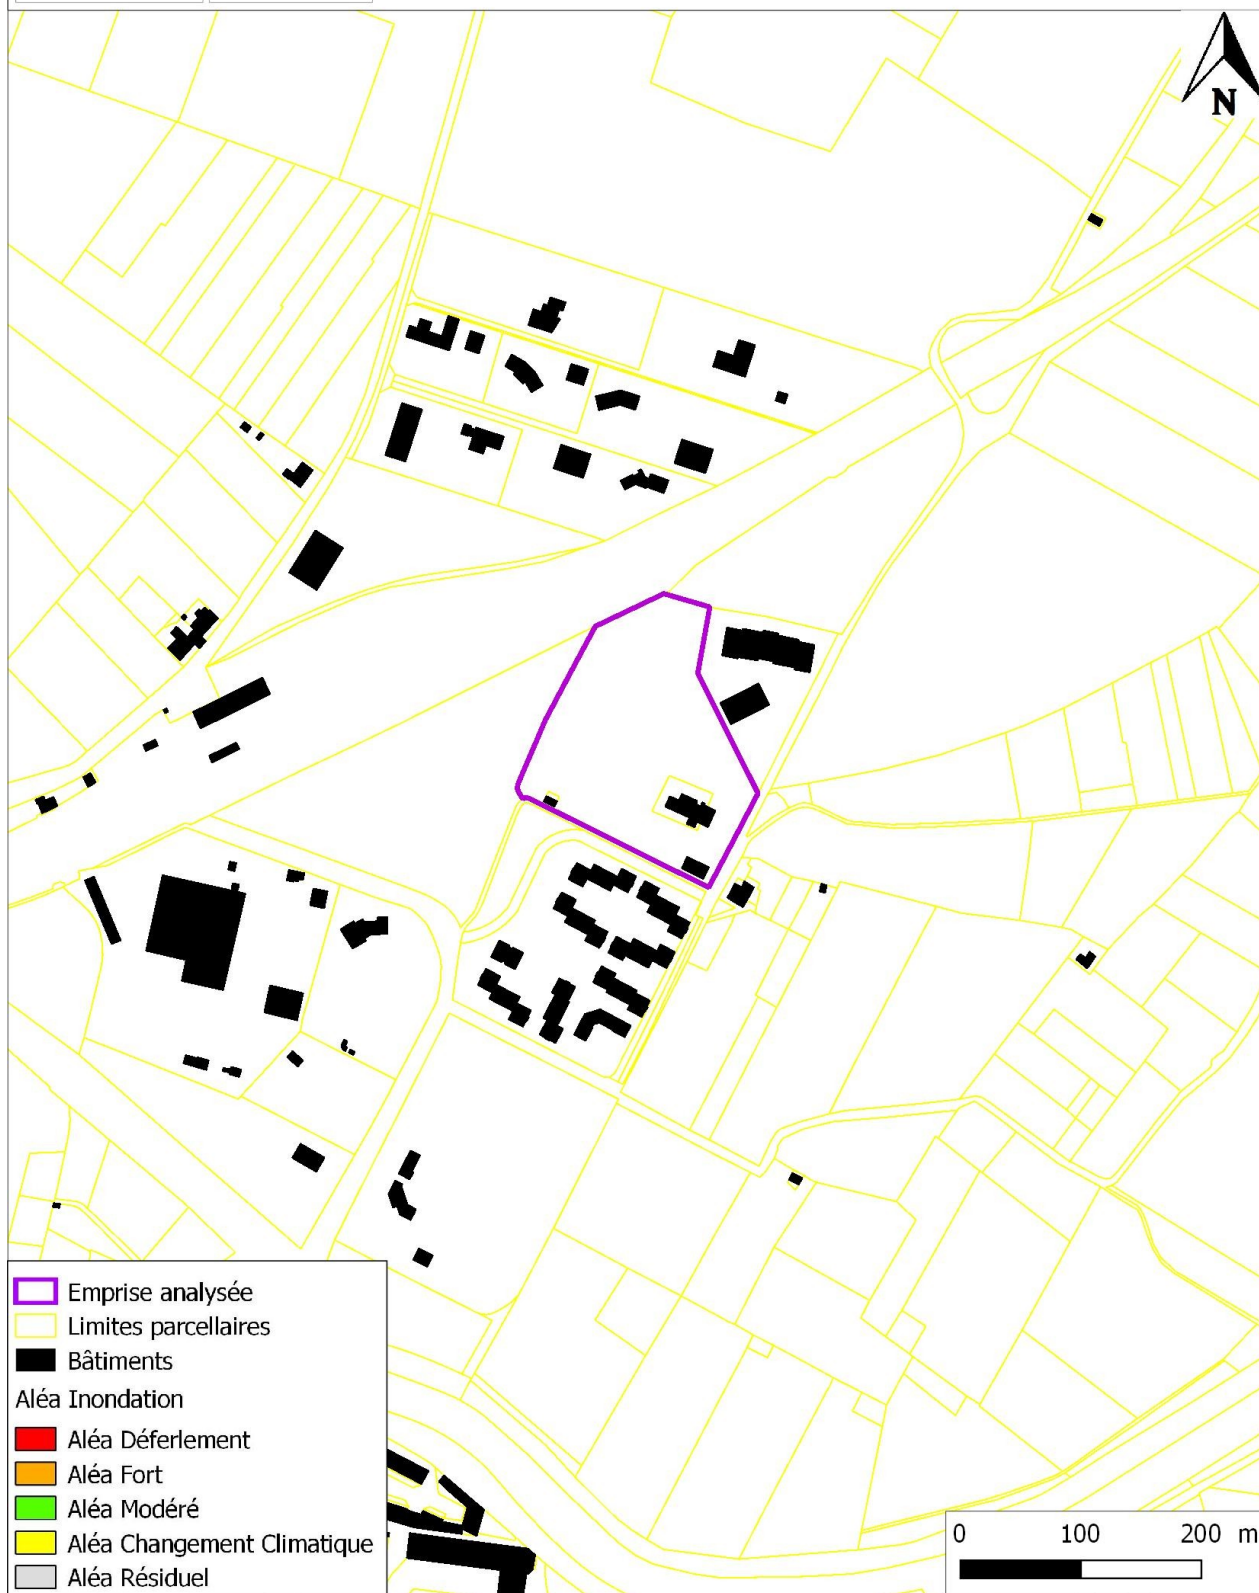 N
Emprise analysée
Limites parcellaires
Bâtiments
Aléa Inondation
Aléa Déferlement
Aléa Fort
Aléa Modéré
Aléa Changement Climatique
Aléa Résiduel
0 100 200 m